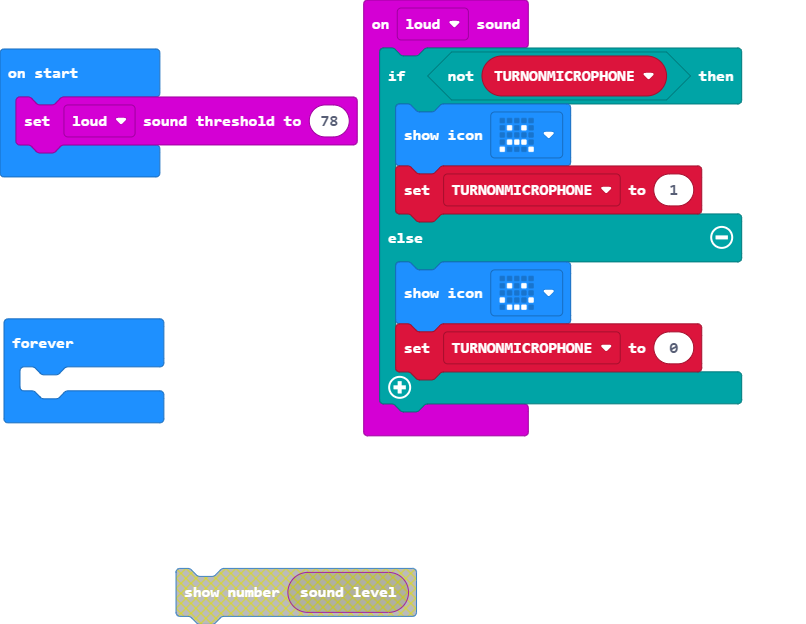 on start
set loud sound threshold to 78
forever
on loud sound
if not TURNONMICROPHONE then
show icon
set TURNONMICROPHONE to 1
else
show icon
set TURNONMICROPHONE to 0
show number sound level